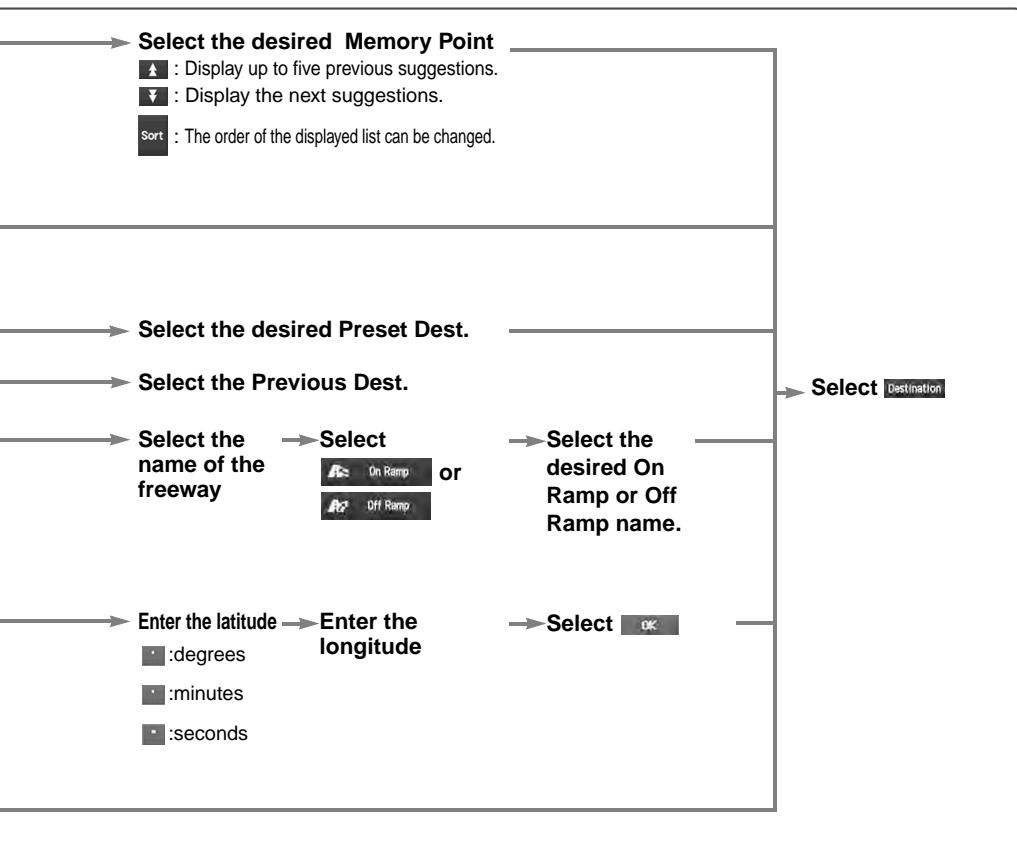 Select the desired Memory Point
: Display up to five previous suggestions.
: Display the next suggestions.
Sort : The order of the displayed list can be changed.
Select the desired Preset Dest.
Select the Previous Dest.
Select Destination
Select the
name of the
freeway
Select
On Ramp or
Off Ramp
Select the
desired On
Ramp or Off
Ramp name.
Enter the latitude
:degrees
:minutes
:seconds
Enter the
longitude
Select OK